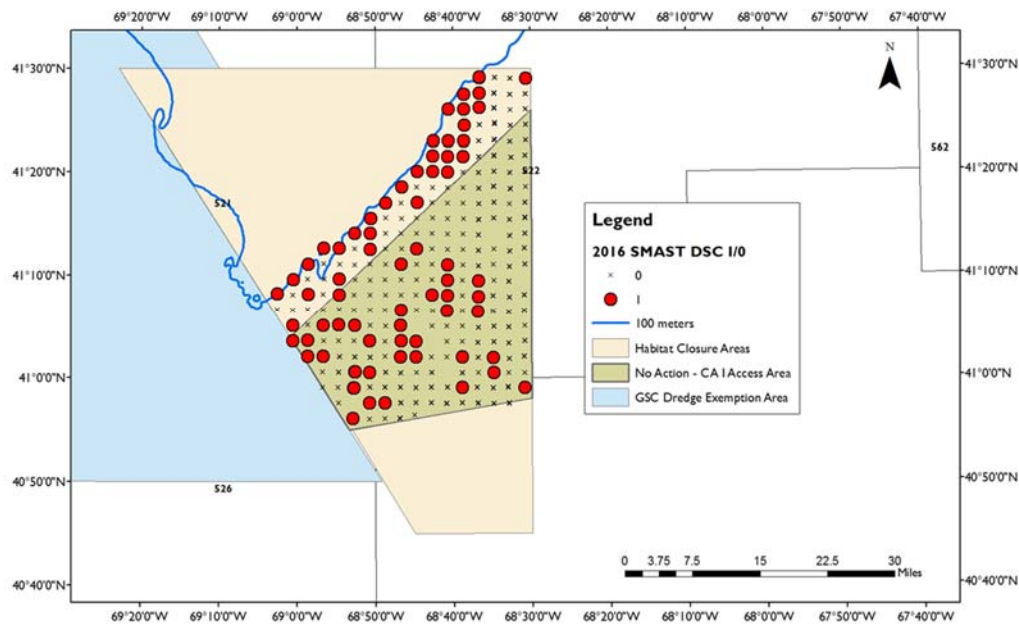 69°20'0"W 69°10'0"W 69°0'0"W 68°50'0"W 68°40'0"W 68°30'0"W 68°20'0"W 68°10'0"W 68°0'0"W 67°50'0"W 67°40'0"W
41°30'0"N
41°30'0"N
N
562
41°20'0"N
41°20'0"N
522
521
Legend
2016 SMAST DSC 1/0
0
1
100 meters
Habitat Closure Areas
No Action - CA I Access Area
GSC Dredge Exemption Area
41°10'0"N
41°10'0"N
41°0'0"N
41°0'0"N
40°50'0"N
40°50'0"N
526
0 3.75 7.5 15 22.5 30
Miles
40°40'0"N
40°40'0"N
69°20'0"W 69°10'0"W 69°0'0"W 68°50'0"W 68°40'0"W 68°30'0"W 68°20'0"W 68°10'0"W 68°0'0"W 67°50'0"W 67°40'0"W